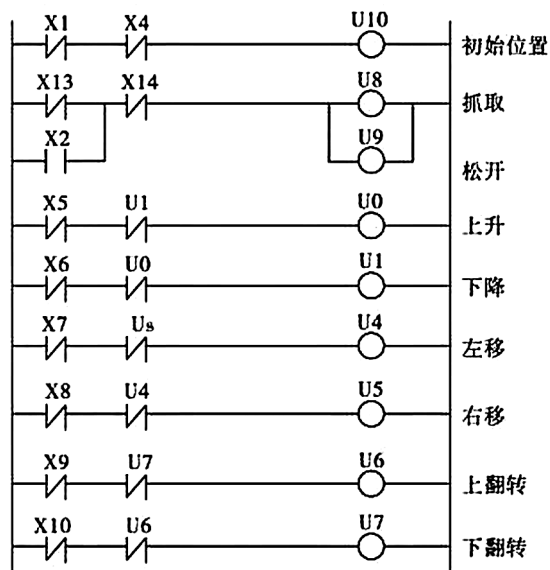 X1 X4 U10 初始位置
X13 X14 U8 抓取
X2 U9 松开
X5 U1 U0 上升
X6 U0 U1 下降
X7 Us U4 左移
X8 U4 U5 右移
X9 U7 U6 上翻转
X10 U6 U7 下翻转